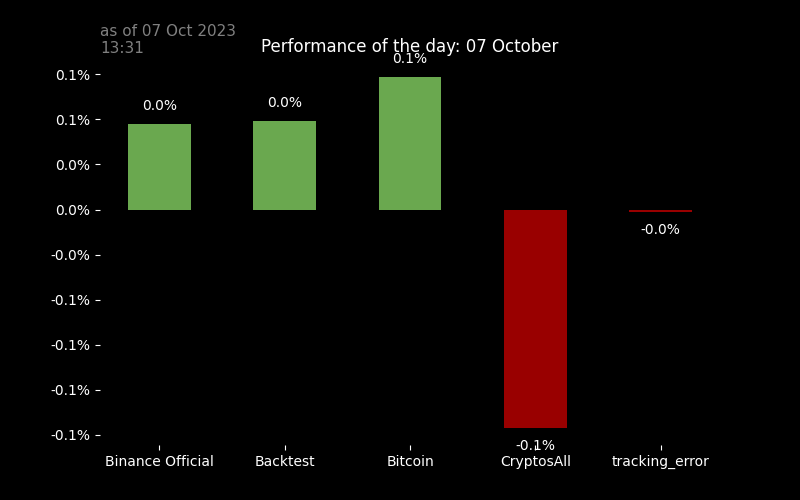 as of 07 Oct 2023
13:31
Performance of the day: 07 October
0.1%
0.1%
0.0%
0.0%
-0.0%
-0.1%
-0.1%
-0.1%
-0.1%
0.0%
0.0%
0.1%
-0.1%
-0.0%
Binance Official
Backtest
Bitcoin
CryptosAll
tracking_error